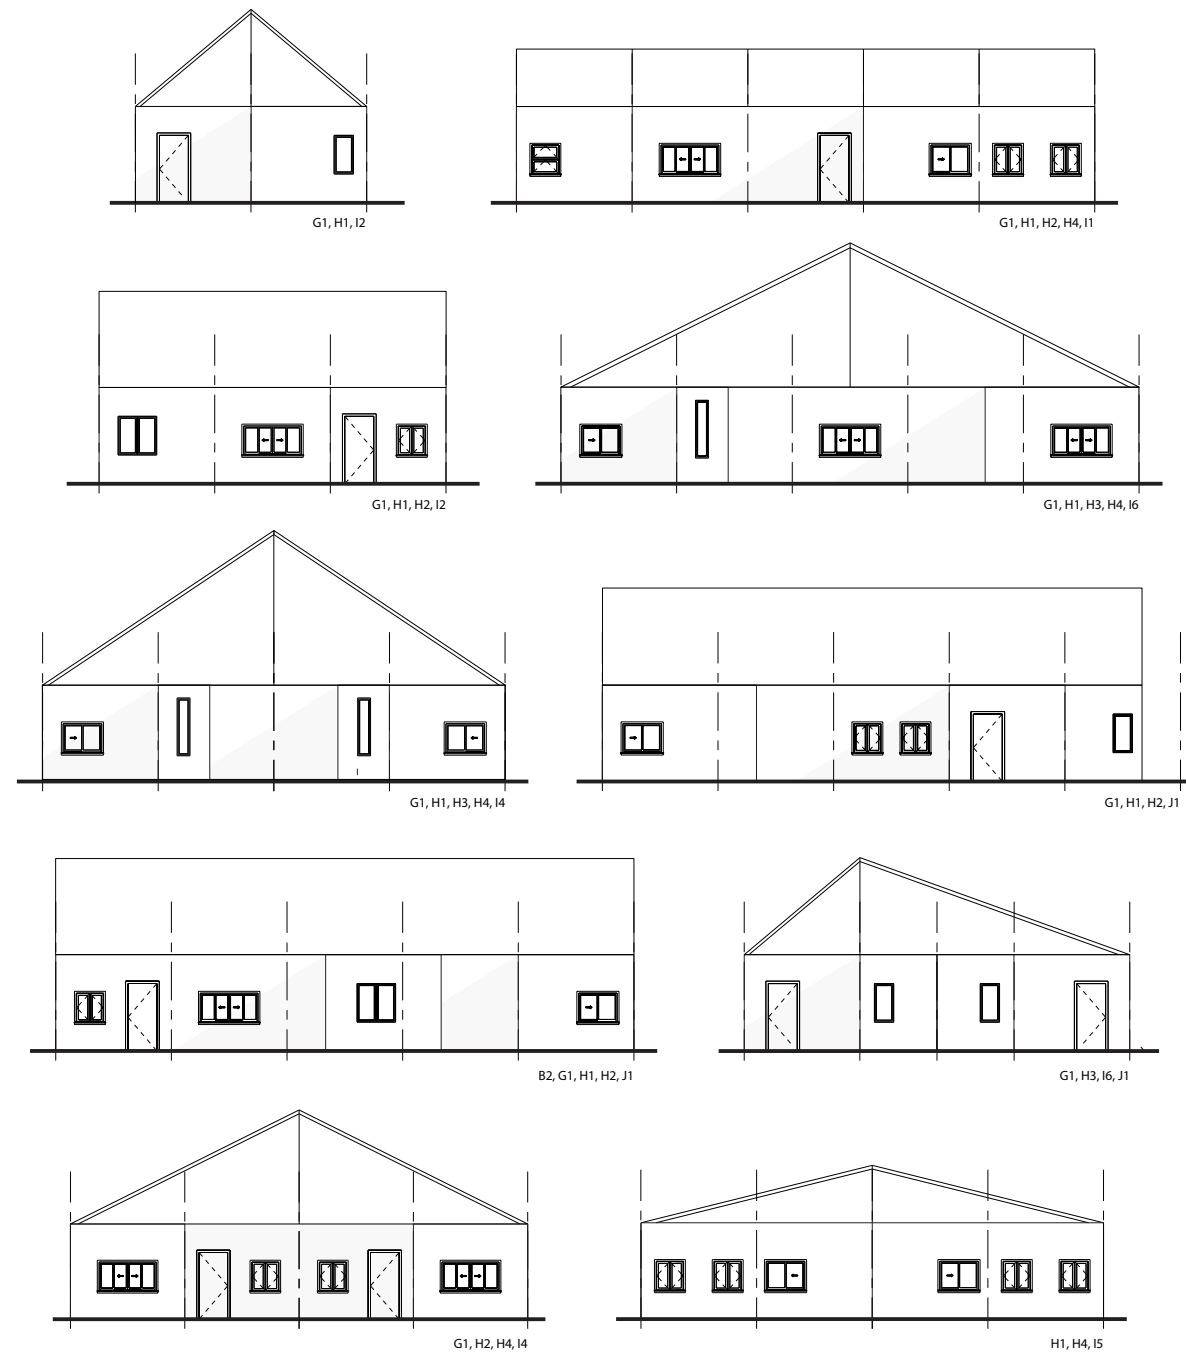 G1, H1, I2
G1, H1, H2, H4, I1
G1, H1, H2, I2
G1, H1, H3, H4, I6
G1, H1, H3, H4, I4
G1, H1, H2, J1
B2, G1, H1, H2, J1
G1, H3, I6, J1
G1, H2, H4, I4
H1, H4, I5